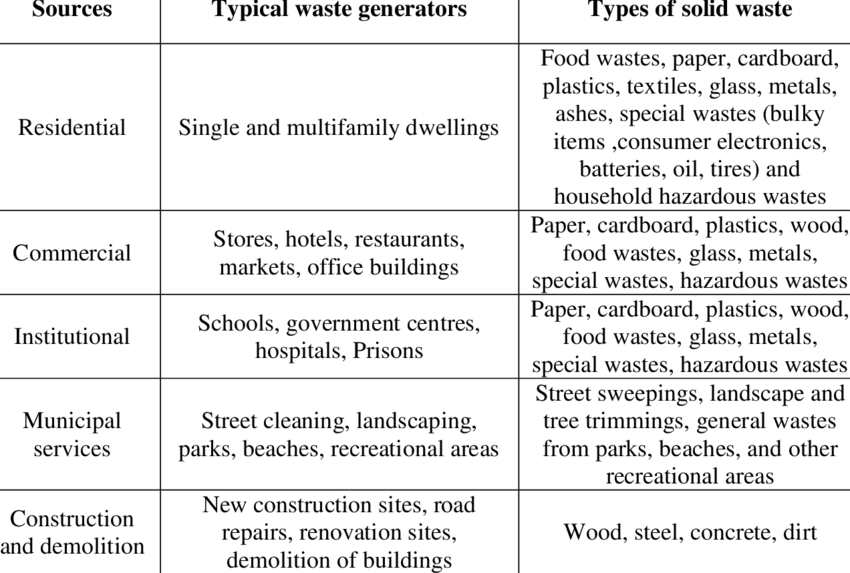 Sources
Typical waste generators
Types of solid waste
Residential
Single and multifamily dwellings
Food wastes, paper, cardboard,
plastics, textiles, glass, metals,
ashes, special wastes (bulky
items ,consumer electronics,
batteries, oil, tires) and
household hazardous wastes
Commercial
Stores, hotels, restaurants,
markets, office buildings
Paper, cardboard, plastics, wood,
food wastes, glass, metals,
special wastes, hazardous wastes
Institutional
Schools, government centres,
hospitals, Prisons
Paper, cardboard, plastics, wood,
food wastes, glass, metals,
special wastes, hazardous wastes
Municipal
services
Street cleaning, landscaping,
parks, beaches, recreational areas
Street sweepings, landscape and
tree trimmings, general wastes
from parks, beaches, and other
recreational areas
Construction
and demolition
New construction sites, road
repairs, renovation sites,
demolition of buildings
Wood, steel, concrete, dirt